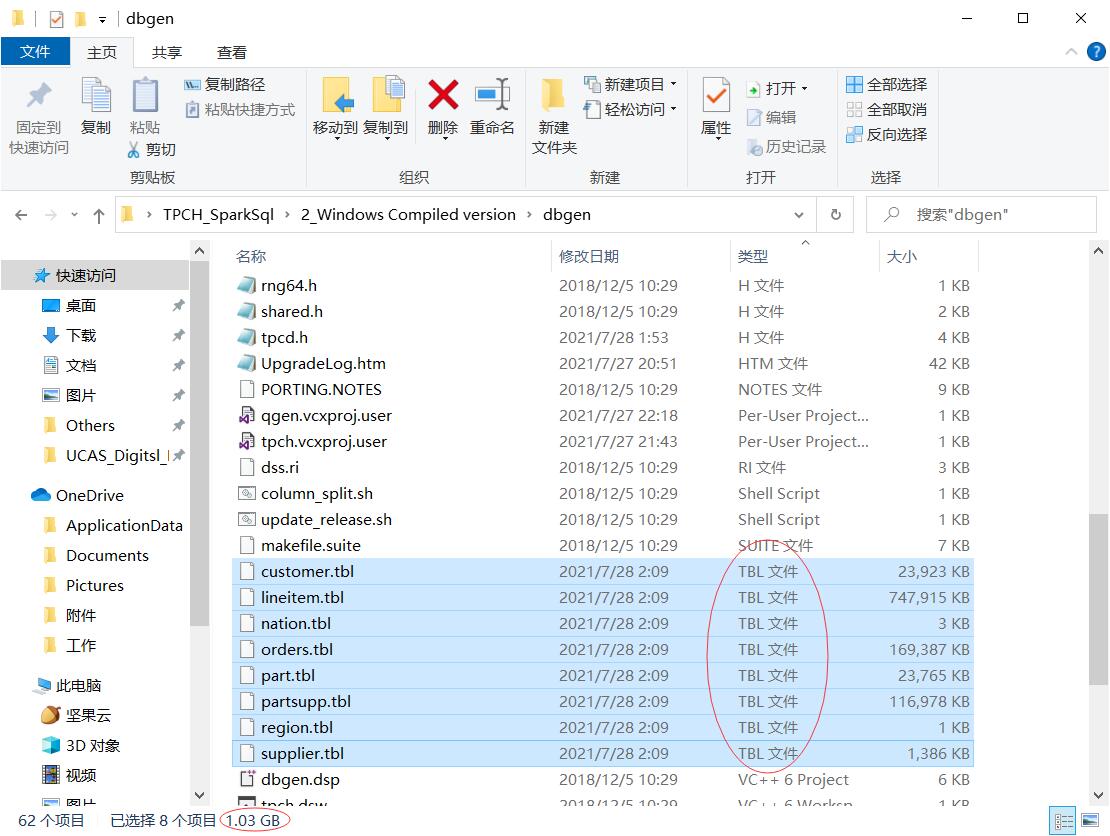 dbgen
文件 主页 共享 查看
固定到快速访问
复制
粘贴
复制路径
粘贴快捷方式
剪切
剪贴板
移动到 复制到 删除 重命名
组织
新建文件夹
新建项目
轻松访问
新建
属性
打开
编辑
历史记录
打开
全部选择
全部取消
反向选择
选择
TPCH_SparkSql › 2_Windows Compiled version › dbgen
搜索"dbgen"
快速访问
桌面
下载
文档
图片
Others
UCAS_Digitsl_
OneDrive
ApplicationData
Documents
Pictures
附件
工作
此电脑
坚果云
3D 对象
视频
图片
名称 修改日期 类型 大小
rng64.h 2018/12/5 10:29 H 文件 1 KB
shared.h 2018/12/5 10:29 H 文件 2 KB
tpcd.h 2021/7/28 1:53 H 文件 4 KB
UpgradeLog.htm 2021/7/27 20:51 HTM 文件 42 KB
PORTING.NOTES 2018/12/5 10:29 NOTES 文件 9 KB
qgen.vcxproj.user 2021/7/27 22:18 Per-User Project... 1 KB
tpch.vcxproj.user 2021/7/27 21:43 Per-User Project... 1 KB
dss.ri 2018/12/5 10:29 RI 文件 3 KB
column_split.sh 2018/12/5 10:29 Shell Script 1 KB
update_release.sh 2018/12/5 10:29 Shell Script 1 KB
makefile.suite 2018/12/5 10:29 SUITE 文件 7 KB
customer.tbl 2021/7/28 2:09 TBL 文件 23,923 KB
lineitem.tbl 2021/7/28 2:09 TBL 文件 747,915 KB
nation.tbl 2021/7/28 2:09 TBL 文件 3 KB
orders.tbl 2021/7/28 2:09 TBL 文件 169,387 KB
part.tbl 2021/7/28 2:09 TBL 文件 23,765 KB
partsupp.tbl 2021/7/28 2:09 TBL 文件 116,978 KB
region.tbl 2021/7/28 2:09 TBL 文件 1 KB
supplier.tbl 2021/7/28 2:09 TBL 文件 1,386 KB
dbgen.dsp 2018/12/5 10:29 VC++ 6 Project 6 KB
tpch.dsw 2018/12/5 10:29 VC++ 6 Worksp 1 KB
62 个项目 已选择 8 个项目 1.03 GB